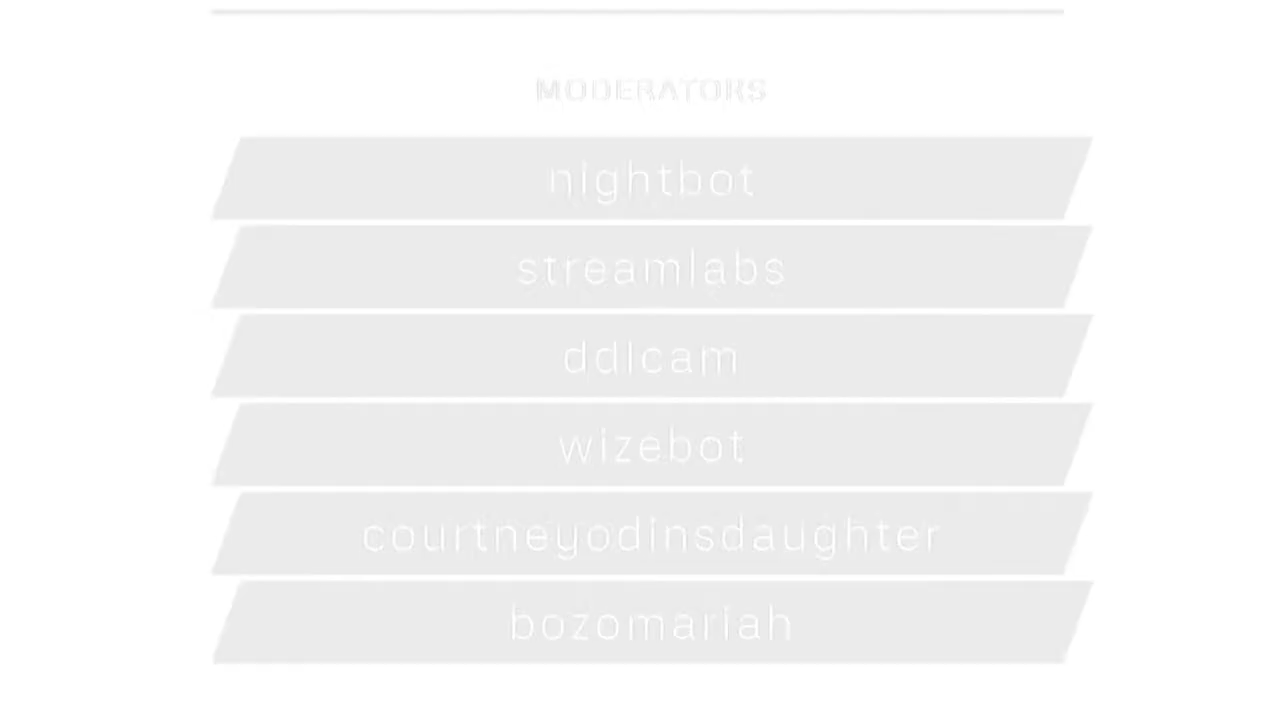 MODERATORS
nightbot
streamlabs
ddlcam
wizebot
courtneyodinsdaughter
bozomariah